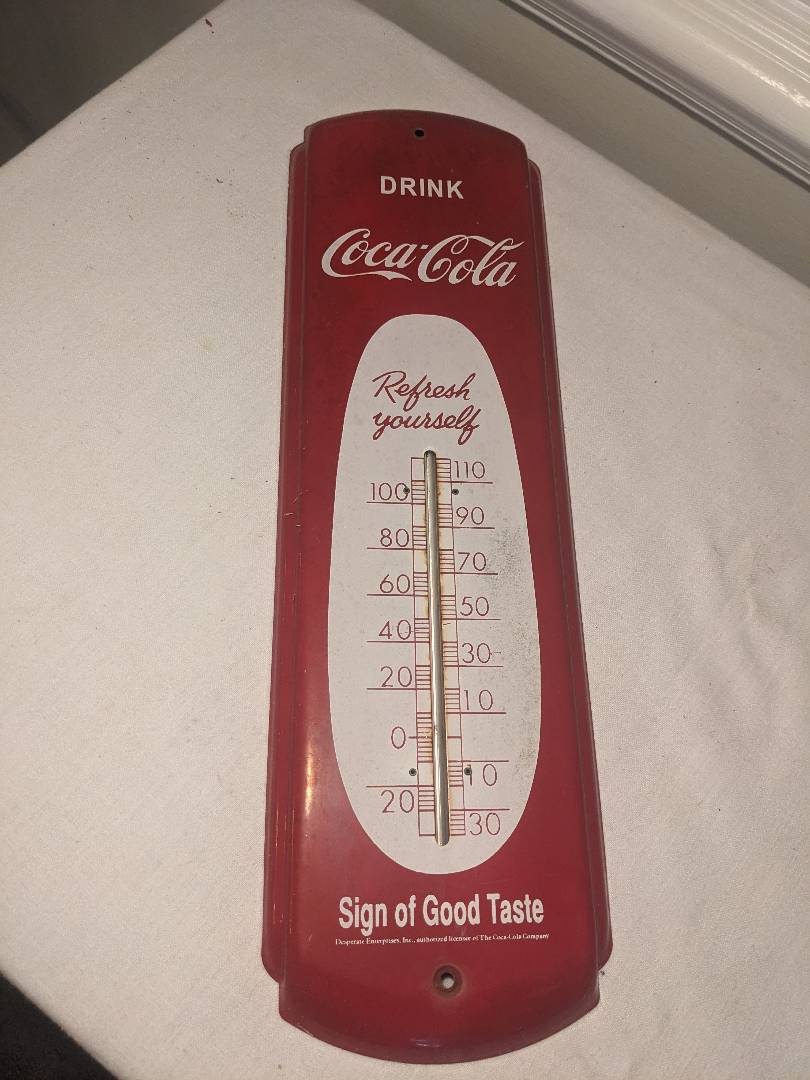 DRINK
Coca-Cola
Refresh
yourself
110
100
90
80
70
60
50
40
30
20
10
0
10
20
30
Sign of Good Taste
Desperate Enterprises, Inc., authorized licensee of The Coca-Cola Company